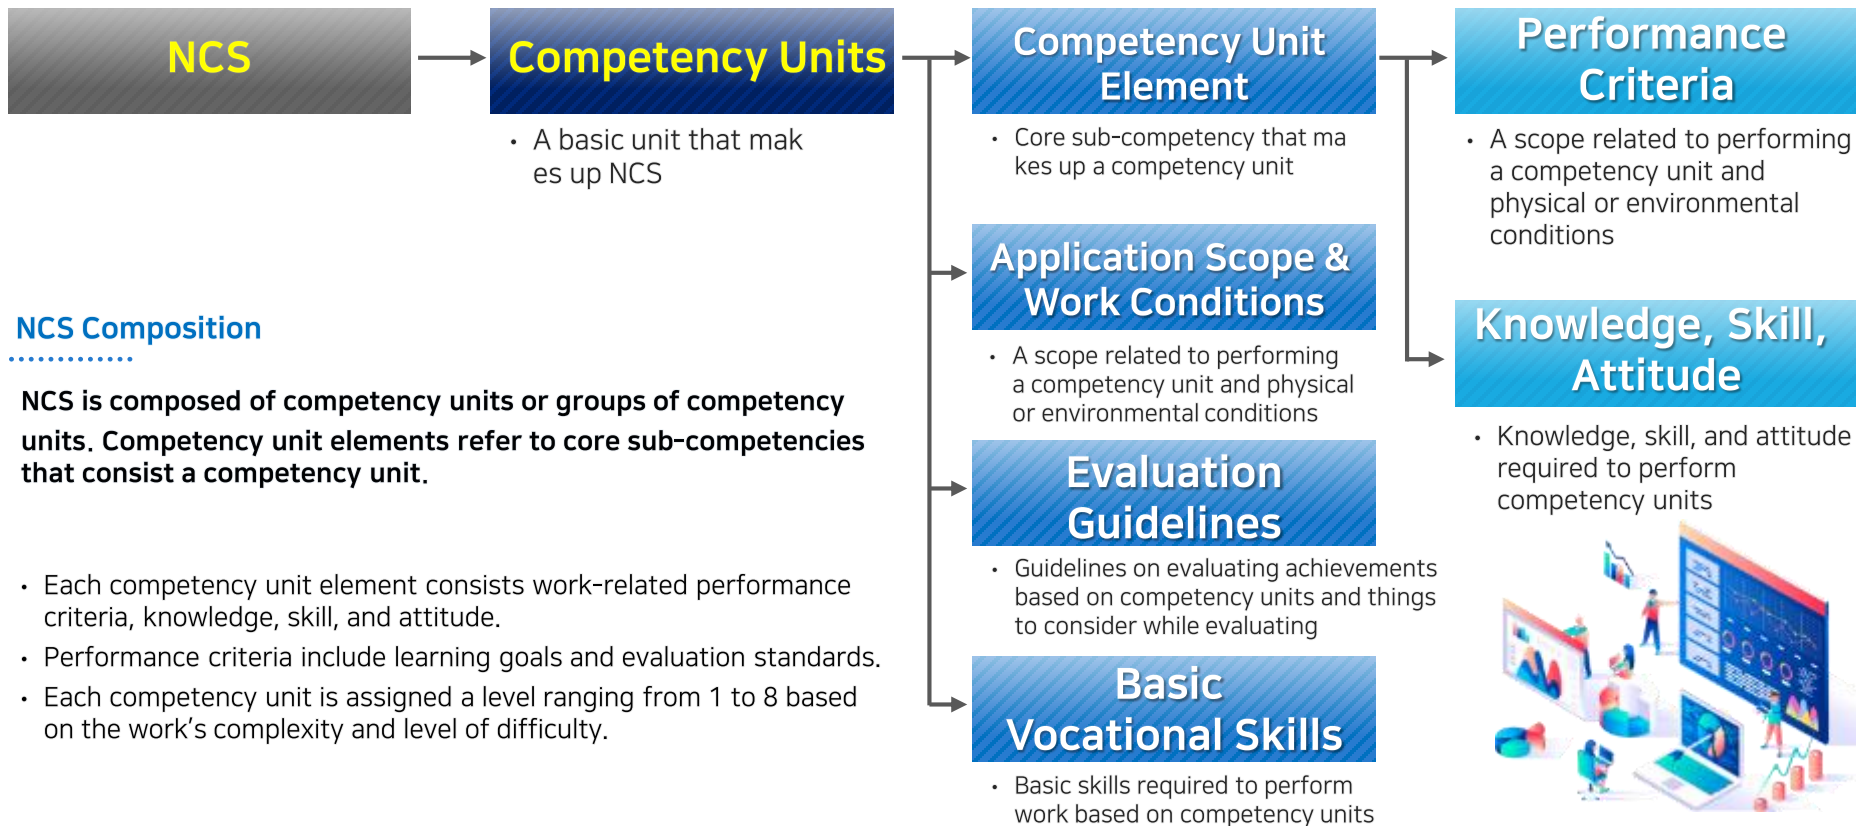 NCS
Competency Units
· A basic unit that mak
es up NCS
Competency Unit
Element
· Core sub-competency that ma
kes up a competency unit
Application Scope &
Work Conditions
· A scope related to performing
a competency unit and physical
or environmental conditions
Evaluation
Guidelines
· Guidelines on evaluating achievements
based on competency units and things
to consider while evaluating
Basic
Vocational Skills
· Basic skills required to perform
work based on competency units
Performance
Criteria
· A scope related to performing
a competency unit and
physical or environmental
conditions
Knowledge, Skill,
Attitude
· Knowledge, skill, and attitude
required to perform
competency units
NCS Composition
NCS is composed of competency units or groups of competency
units. Competency unit elements refer to core sub-competencies
that consist a competency unit.
· Each competency unit element consists work-related performance
criteria, knowledge, skill, and attitude.
· Performance criteria include learning goals and evaluation standards.
· Each competency unit is assigned a level ranging from 1 to 8 based
on the work's complexity and level of difficulty.